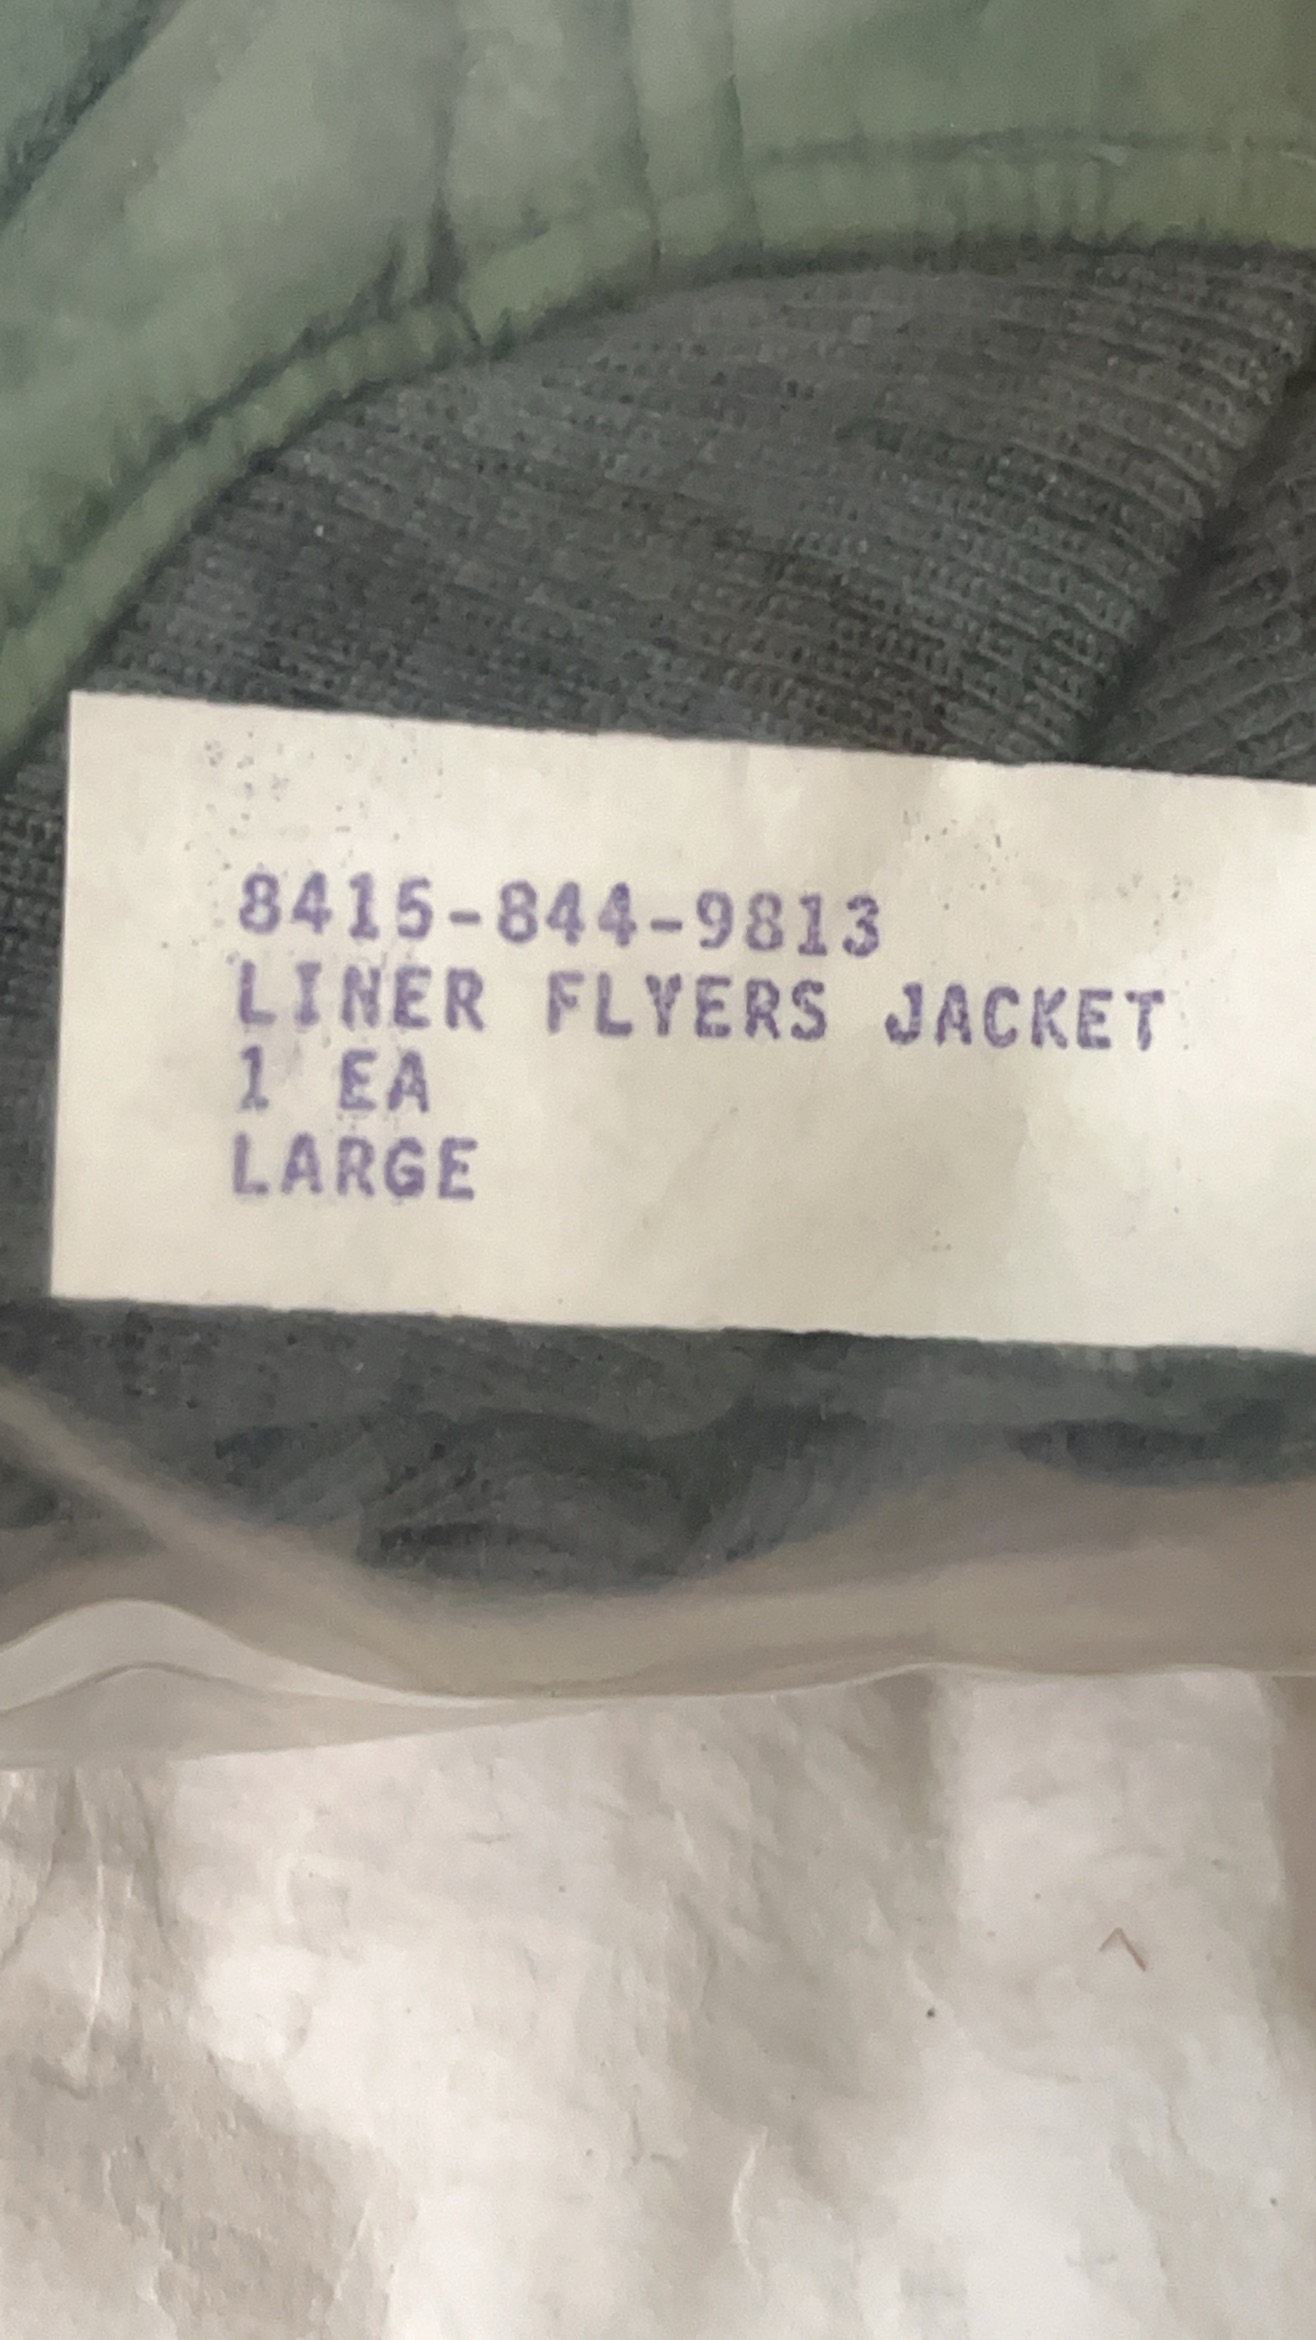 8415-844-9813
LINER FLYERS JACKET
1 EA
LARGE